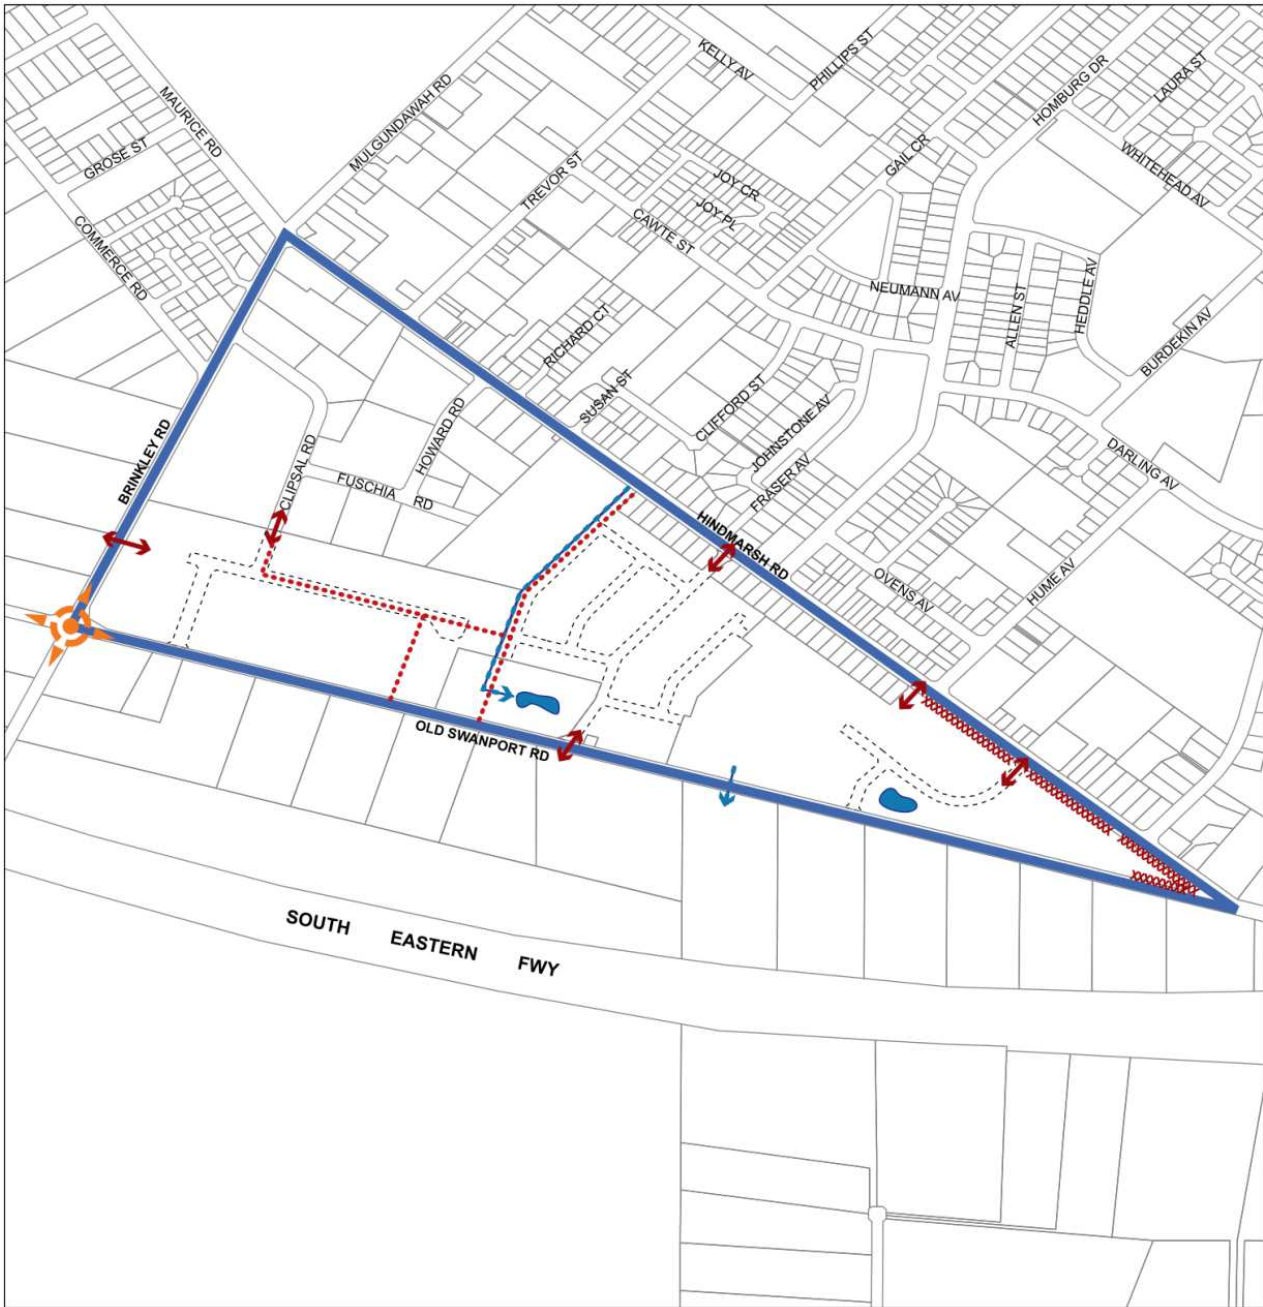 KELLY AV
PHILLIPS ST
HOMBURG DR
LAURA ST
MAURICE RD
MULGUNDAWAH RD
GROSE ST
GAIL CR
WHITEHEAD AV
TREVOR ST
JOY CR
JOY PL
CAWTE ST
COMMERCE RD
NEUMANN AV
ALLEN ST
HEDDLE AV
BURDEKIN AV
RICHARD CT
SUSAN ST
CLIFFORD ST
JOHNSTONE AV
FRASER AV
DARLING AV
BRINKLEY RD
CLIPSAL RD
HOWARD RD
FUSCHIA RD
HINDMARSH RD
OVENS AV
HUME AV
OLD SWANPORT RD
SOUTH EASTERN FWY